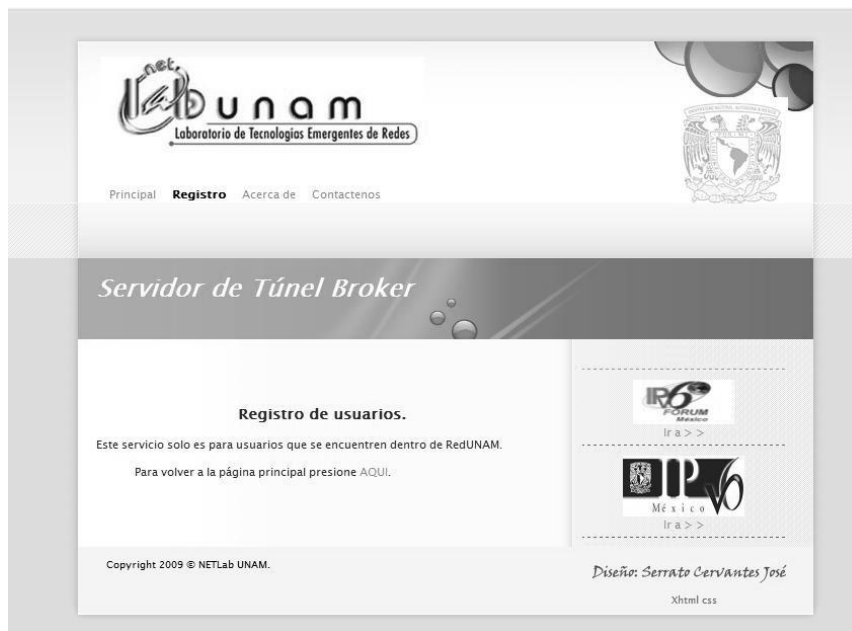 net.
Lab unam
Laboratorio de Tecnologias Emergentes de Redes
Principal Registro Acerca de Contactenos
Servidor de Túnel Broker
Registro de usuarios.
Este servicio solo es para usuarios que se encuentren dentro de RedUNAM.
Para volver a la página principal presione AQUI.
IPv6
FORUM
México
Ir a > >
IPv6
México
Ir a > >
Copyright 2009 © NETLab UNAM.
Diseño: Serrato Cervantes José
Xhtml css